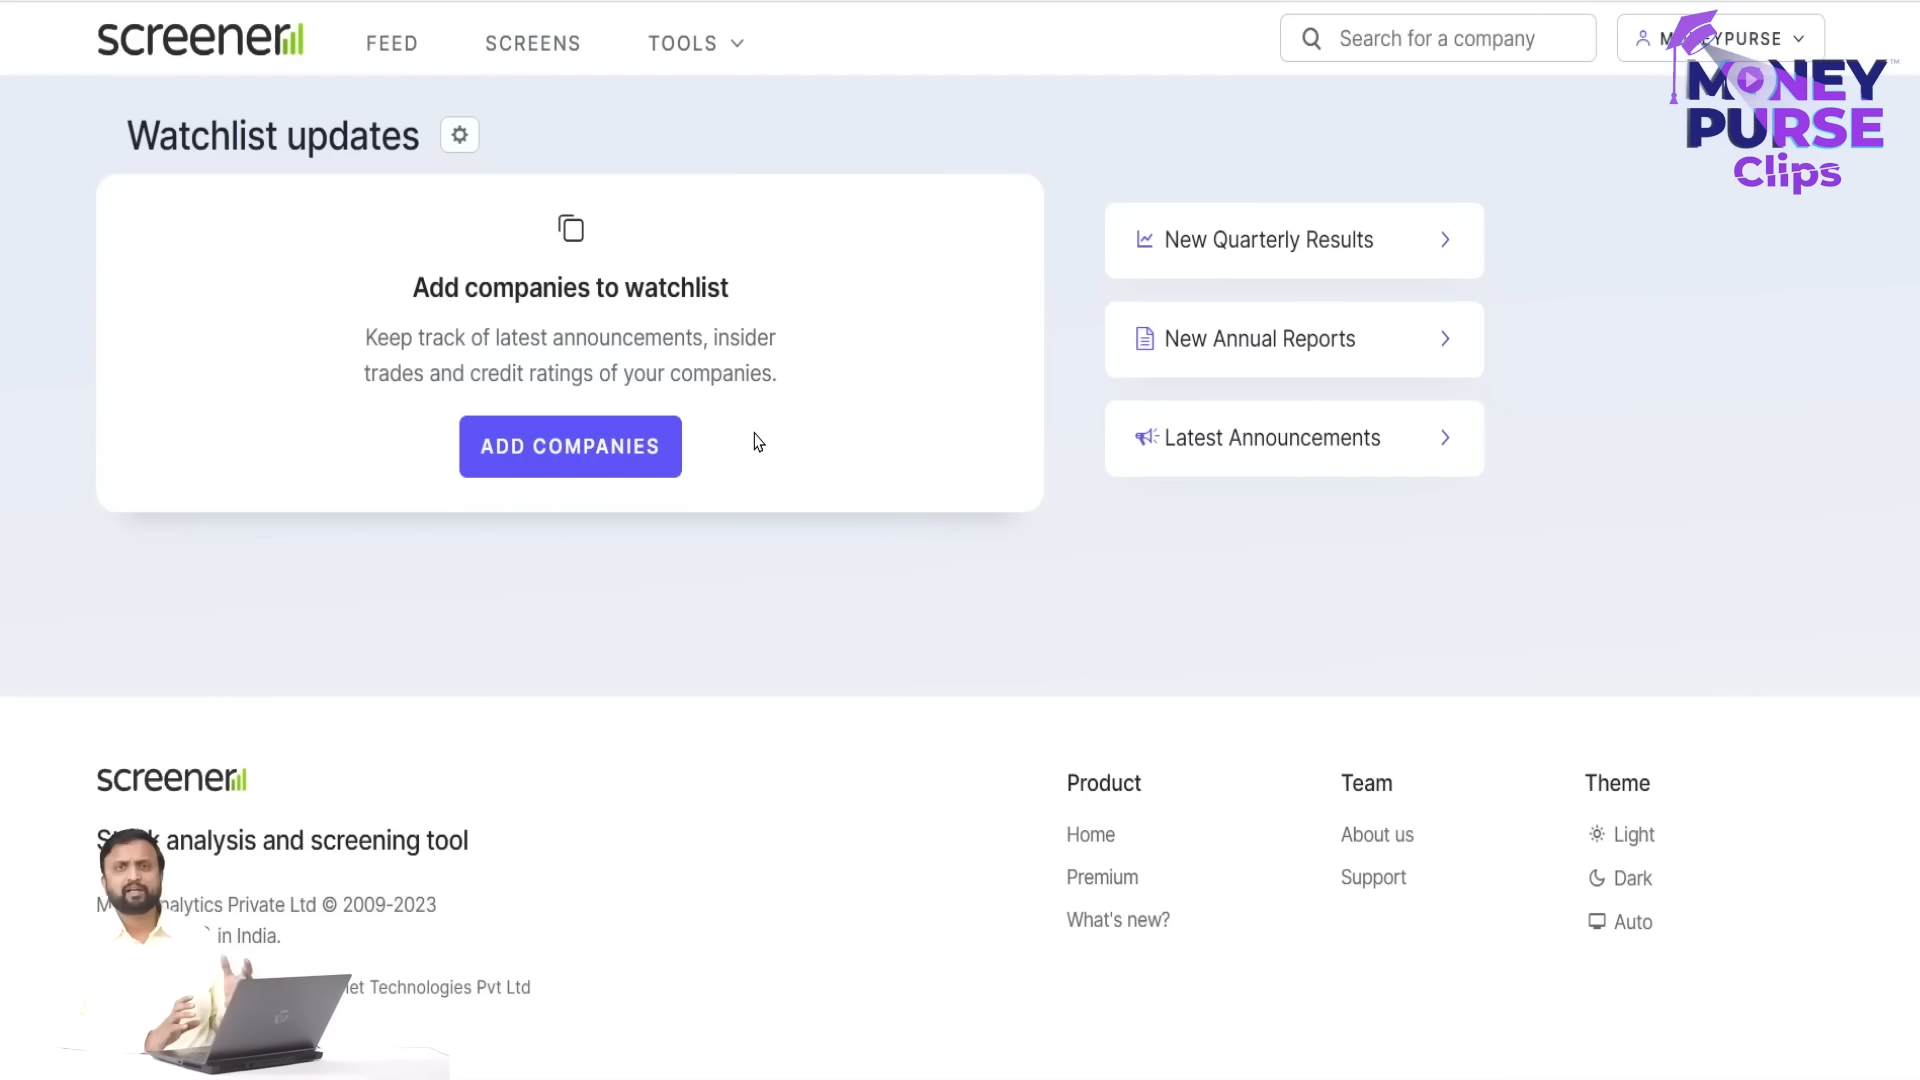 screener
FEED
SCREENS
TOOLS
Search for a company
MONEY
PURSE
Clips
Watchlist updates
Add companies to watchlist
Keep track of latest announcements, insider
trades and credit ratings of your companies.
ADD COMPANIES
New Quarterly Results
New Annual Reports
Latest Announcements
screener
analysis and screening tool
Private Ltd © 2009-2023
in India.
Technologies Pvt Ltd
Product
Home
Premium
What's new?
Team
About us
Support
Theme
Light
Dark
Auto